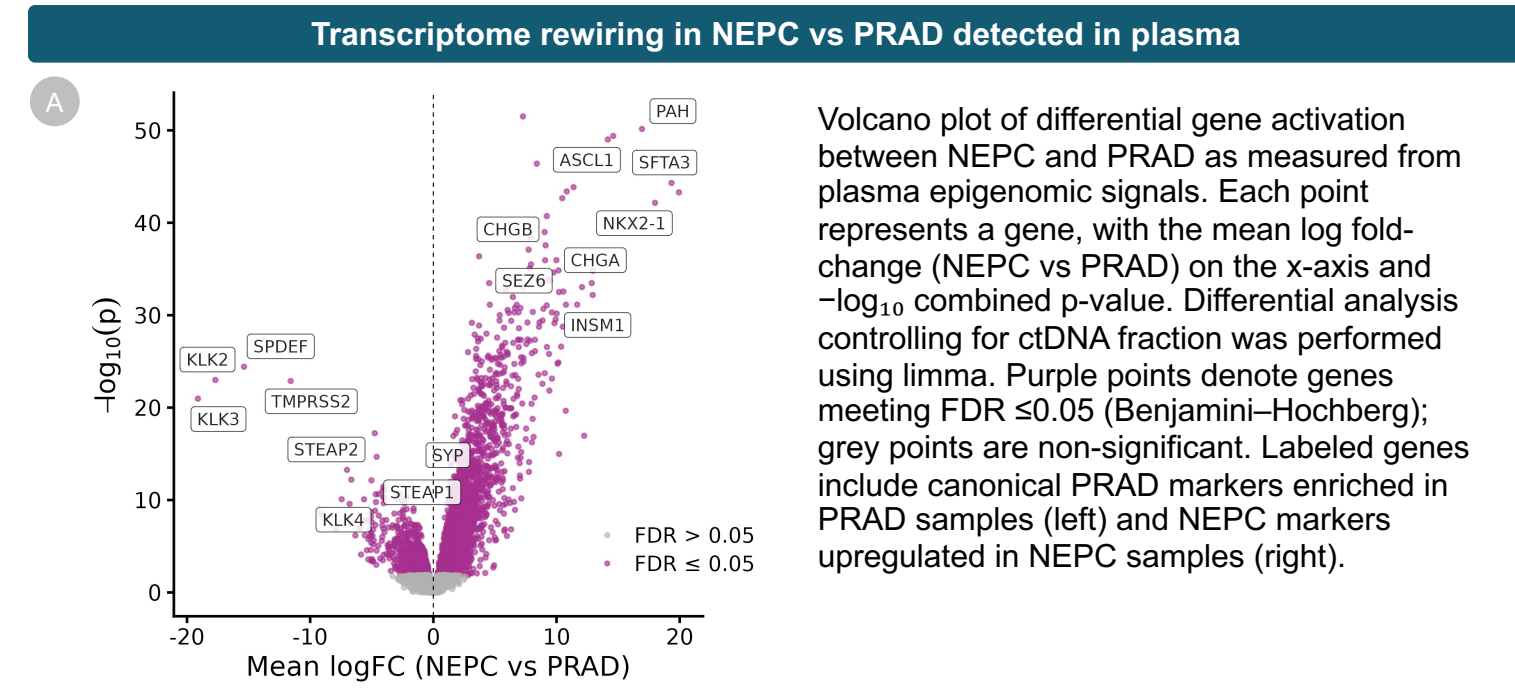 Transcriptome rewiring in NEPC vs PRAD detected in plasma
A
50
40
30
20
10
0
−log₁₀(p)
PAH
ASCL1
SFTA3
NKX2-1
CHGB
CHGA
SEZ6
INSM1
SPDEF
KLK2
TMPRSS2
KLK3
STEAP2
SYP
STEAP1
KLK4
FDR > 0.05
FDR ≤ 0.05
-20
-10
0
10
20
Mean logFC (NEPC vs PRAD)
Volcano plot of differential gene activation
between NEPC and PRAD as measured from
plasma epigenomic signals. Each point
represents a gene, with the mean log fold-
change (NEPC vs PRAD) on the x-axis and
−log₁₀ combined p-value. Differential analysis
controlling for ctDNA fraction was performed
using limma. Purple points denote genes
meeting FDR ≤0.05 (Benjamini–Hochberg);
grey points are non-significant. Labeled genes
include canonical PRAD markers enriched in
PRAD samples (left) and NEPC markers
upregulated in NEPC samples (right).